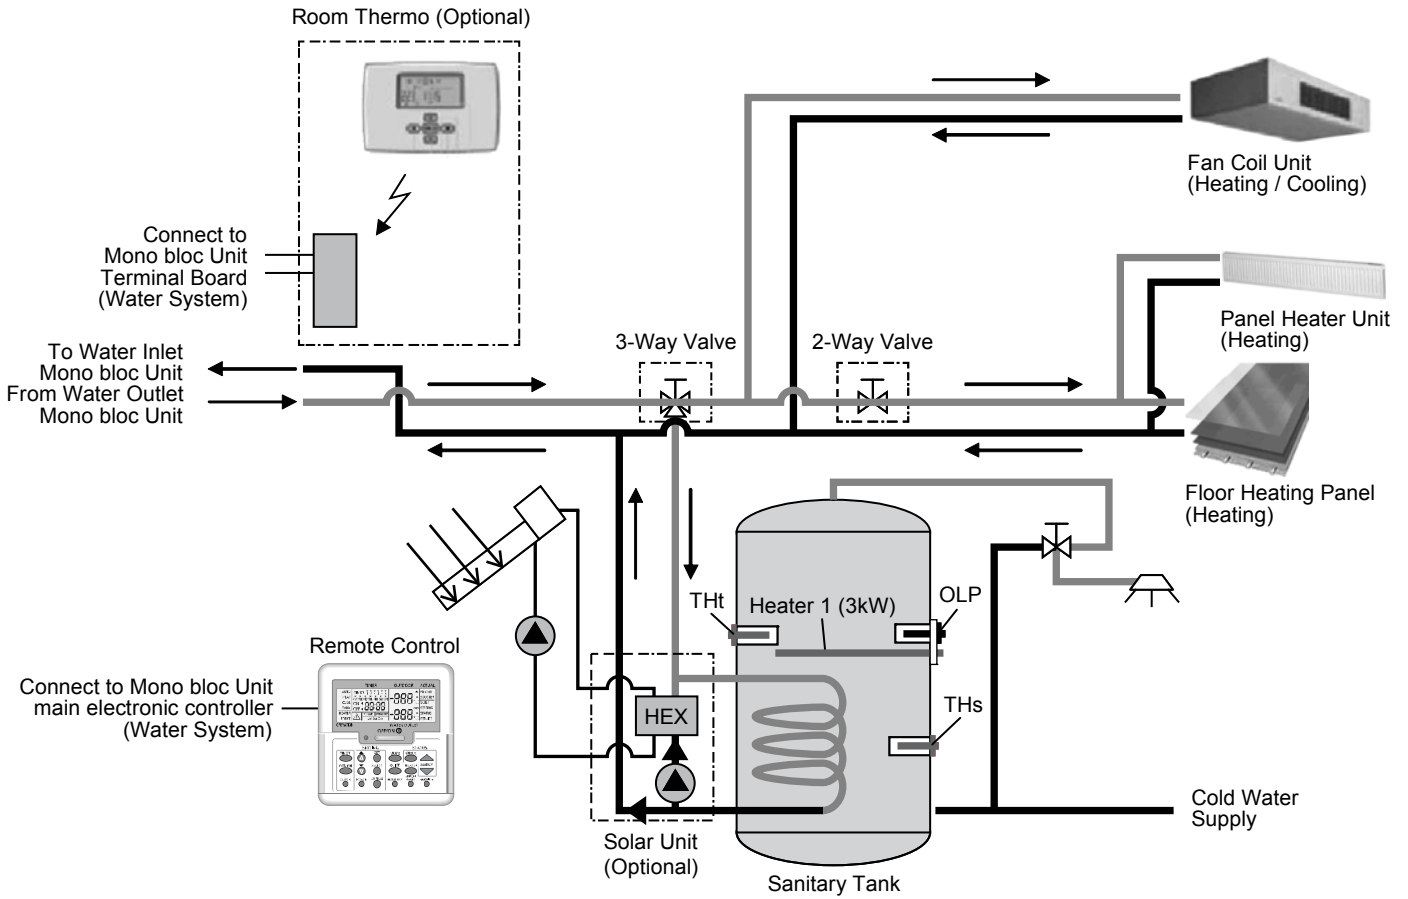 Room Thermo (Optional)
Fan Coil Unit
(Heating / Cooling)
Connect to
Mono bloc Unit
Terminal Board
(Water System)
Panel Heater Unit
(Heating)
3-Way Valve
2-Way Valve
To Water Inlet
Mono bloc Unit
From Water Outlet
Mono bloc Unit
Floor Heating Panel
(Heating)
THt
Heater 1 (3kW)
OLP
Remote Control
Connect to Mono bloc Unit
main electronic controller
(Water System)
HEX
THs
Cold Water
Supply
Solar Unit
(Optional)
Sanitary Tank